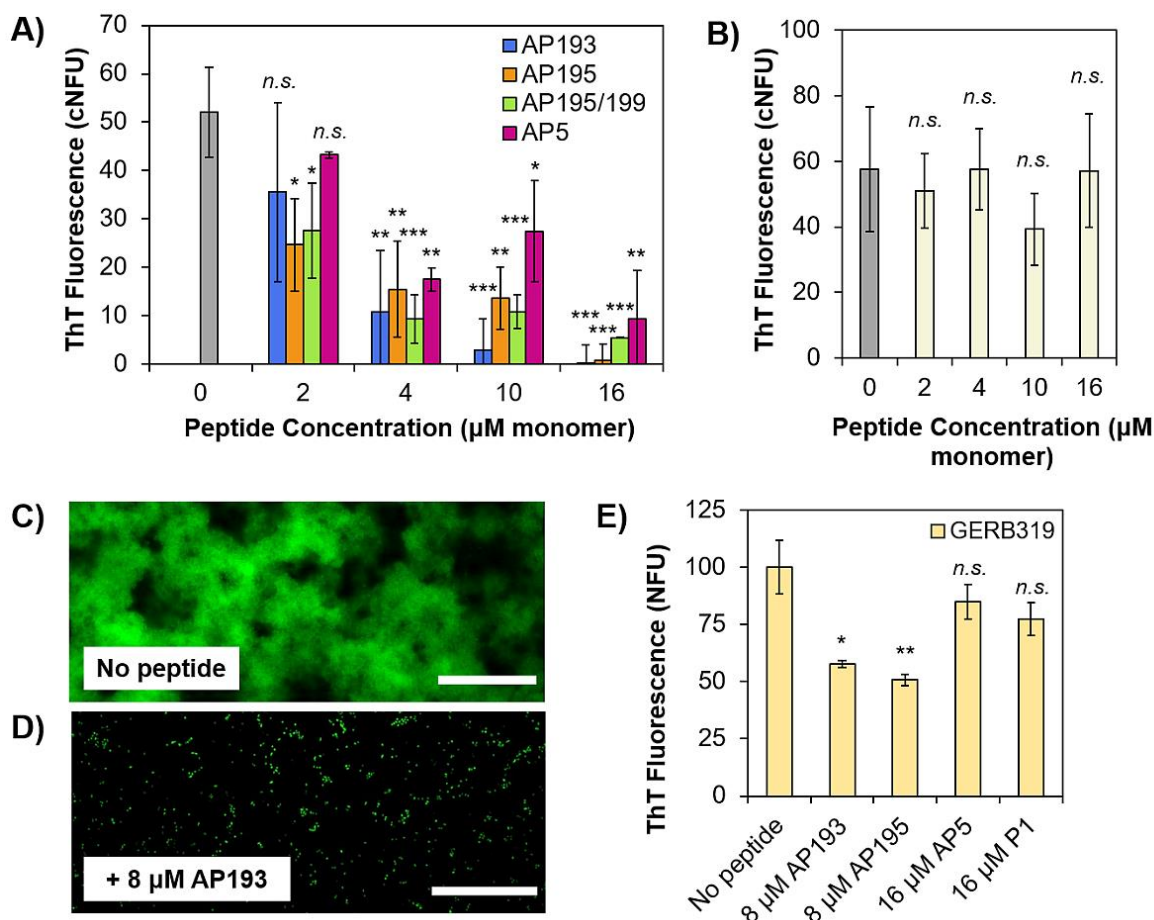 A)
70
60
50
40
30
20
10
0
ThT Fluorescence (cNFU)
AP193
AP195
AP195/199
AP5
n.s.
*
*
n.s.
**
**
***
**
***
**
***
*
***
***
***
**
0 2 4 10 16
Peptide Concentration (µM monomer)
B)
100
80
60
40
20
0
ThT Fluorescence (cNFU)
n.s.
n.s.
n.s.
n.s.
0 2 4 10 16
Peptide Concentration (µM
monomer)
C)
No peptide
D)
+ 8 µM AP193
E)
125
100
75
50
25
0
ThT Fluorescence (NFU)
GERB319
*
**
n.s.
n.s.
No peptide
8 µM AP193
8 µM AP195
16 µM AP5
16 µM P1